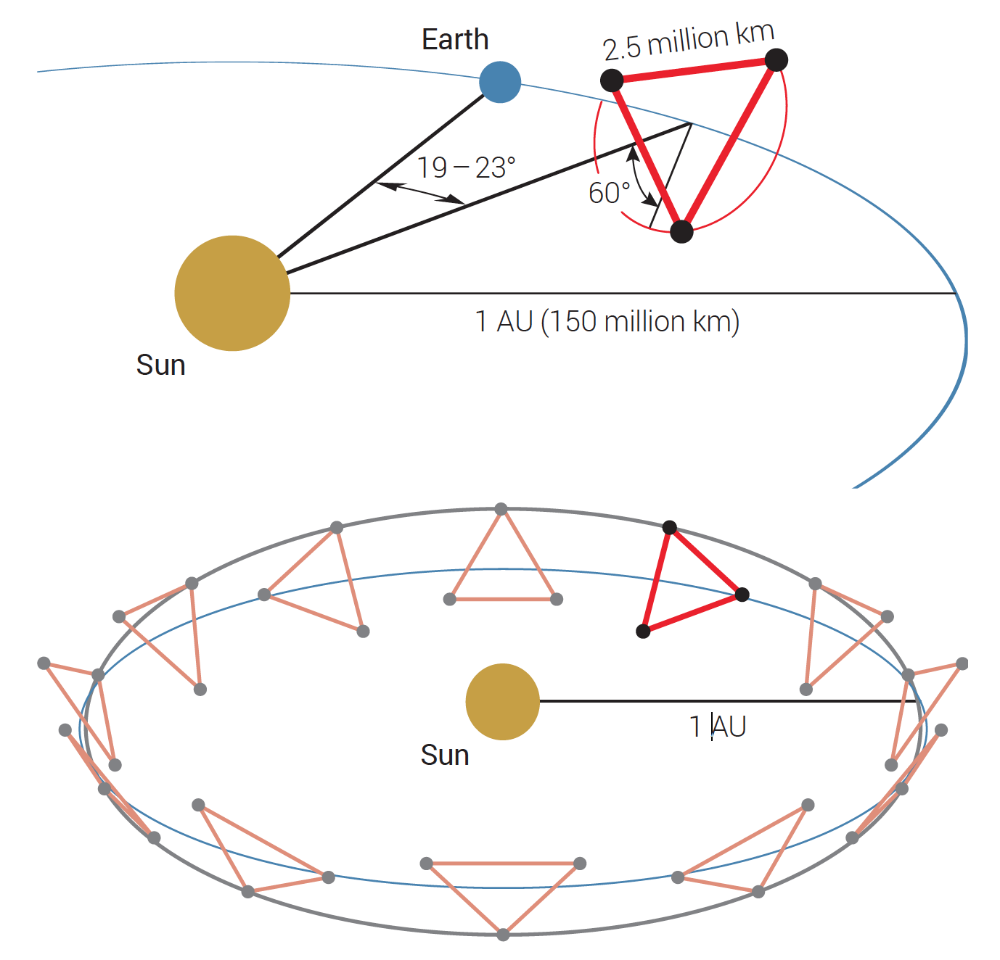 Earth
2.5 million km
19–23°
60°
1 AU (150 million km)
Sun
1 AU
Sun